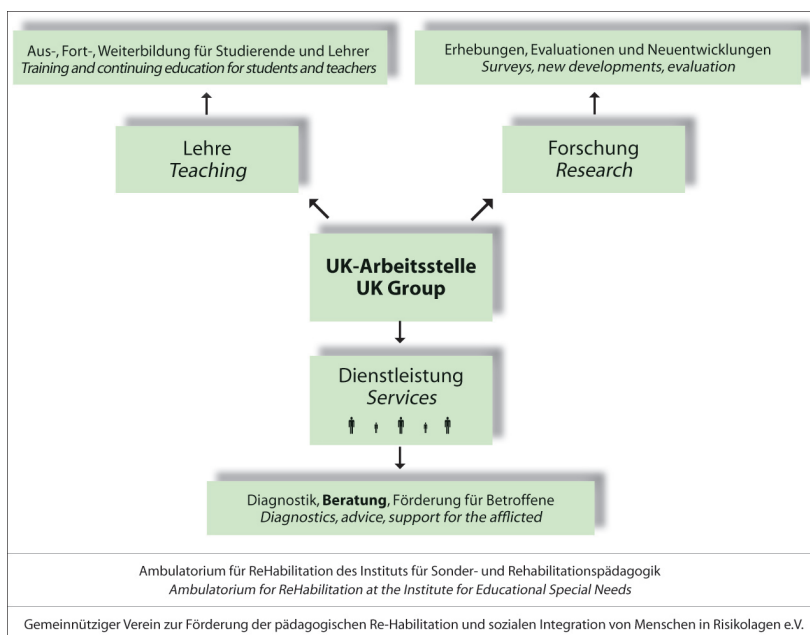 Aus-, Fort-, Weiterbildung für Studierende und Lehrer
Training and continuing education for students and teachers
Erhebungen, Evaluationen und Neuentwicklungen
Surveys, new developments, evaluation
Lehre
Teaching
Forschung
Research
UK-Arbeitsstelle
UK Group
Dienstleistung
Services
Diagnostik, Beratung, Förderung für Betroffene
Diagnostics, advice, support for the afflicted
Ambulatorium für ReHabilitation des Instituts für Sonder- und Rehabilitationspädagogik
Ambulatorium for ReHabilitation at the Institute for Educational Special Needs
Gemeinnütziger Verein zur Förderung der pädagogischen Re-Habilitation und sozialen Integration von Menschen in Risikolagen e.V.